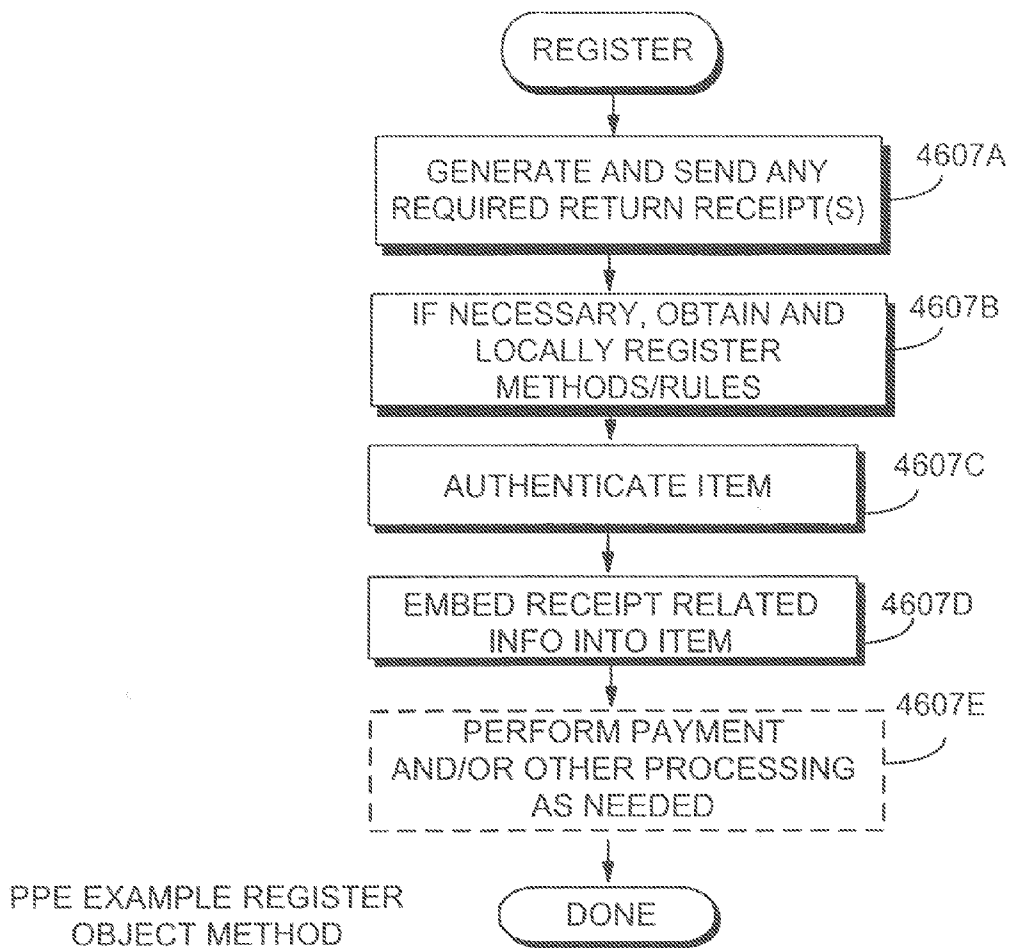 REGISTER
GENERATE AND SEND ANY
REQUIRED RETURN RECEIPT(S)
4607A
IF NECESSARY, OBTAIN AND
LOCALLY REGISTER
METHODS/RULES
4607B
AUTHENTICATE ITEM
4607C
EMBED RECEIPT RELATED
INFO INTO ITEM
4607D
PERFORM PAYMENT
AND/OR OTHER PROCESSING
AS NEEDED
4607E
DONE
PPE EXAMPLE REGISTER
OBJECT METHOD